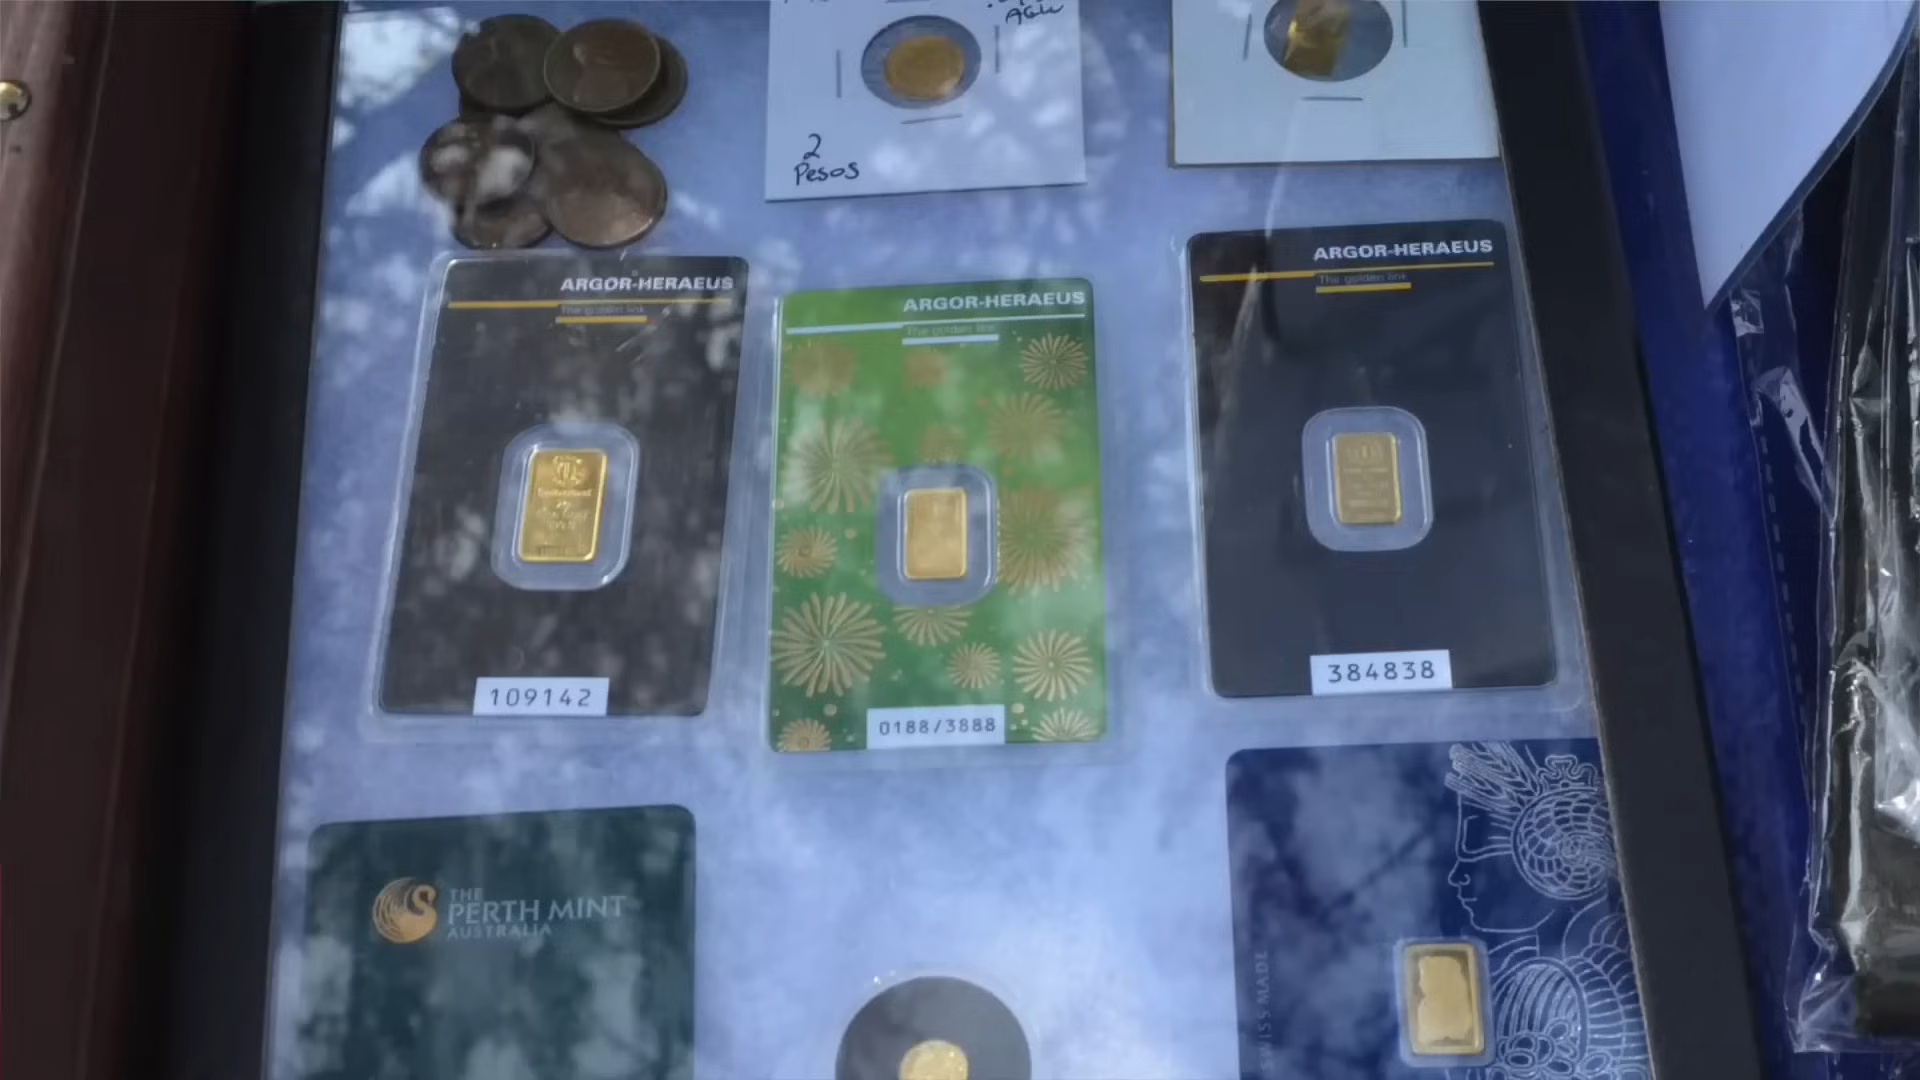 AGW
2
Pesos
ARGOR-HERAEUS
The golden link
109142
ARGOR-HERAEUS
The golden link
0188/3888
ARGOR-HERAEUS
The golden link
384838
THE
PERTH MINT
AUSTRALIA
SWISS MADE